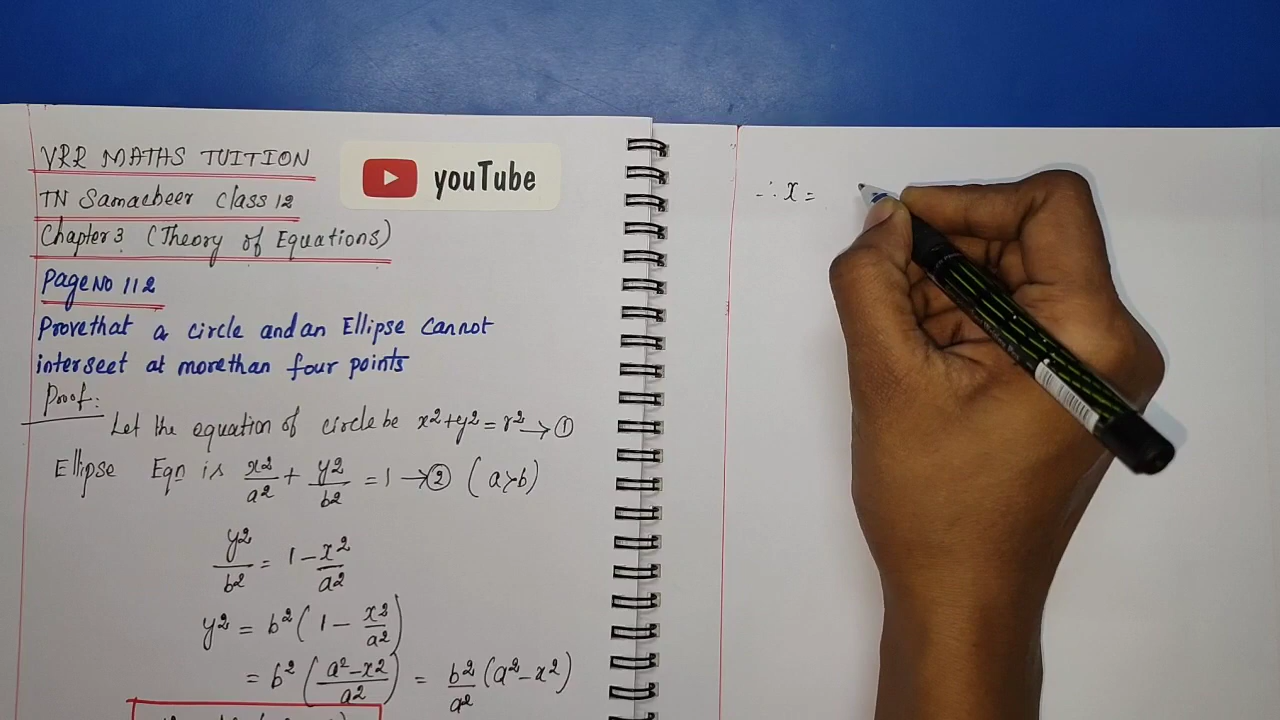 VRR MATHS TUITION
YouTube
TN Samacheer Class 12
Chapter 3 (Theory of Equations)
Page No 112
Prove that a circle and an Ellipse cannot
intersect at more than four points
Proof:
Let the equation of circle be x²+y² = r² → ①
Ellipse Eqn is x²/a² + y²/b² = 1 → ② (a>b)
y²/b² = 1 - x²/a²
y² = b² (1 - x²/a²)
= b² (a²-x²/a²) = b²/a² (a²-x²)
∴ x =